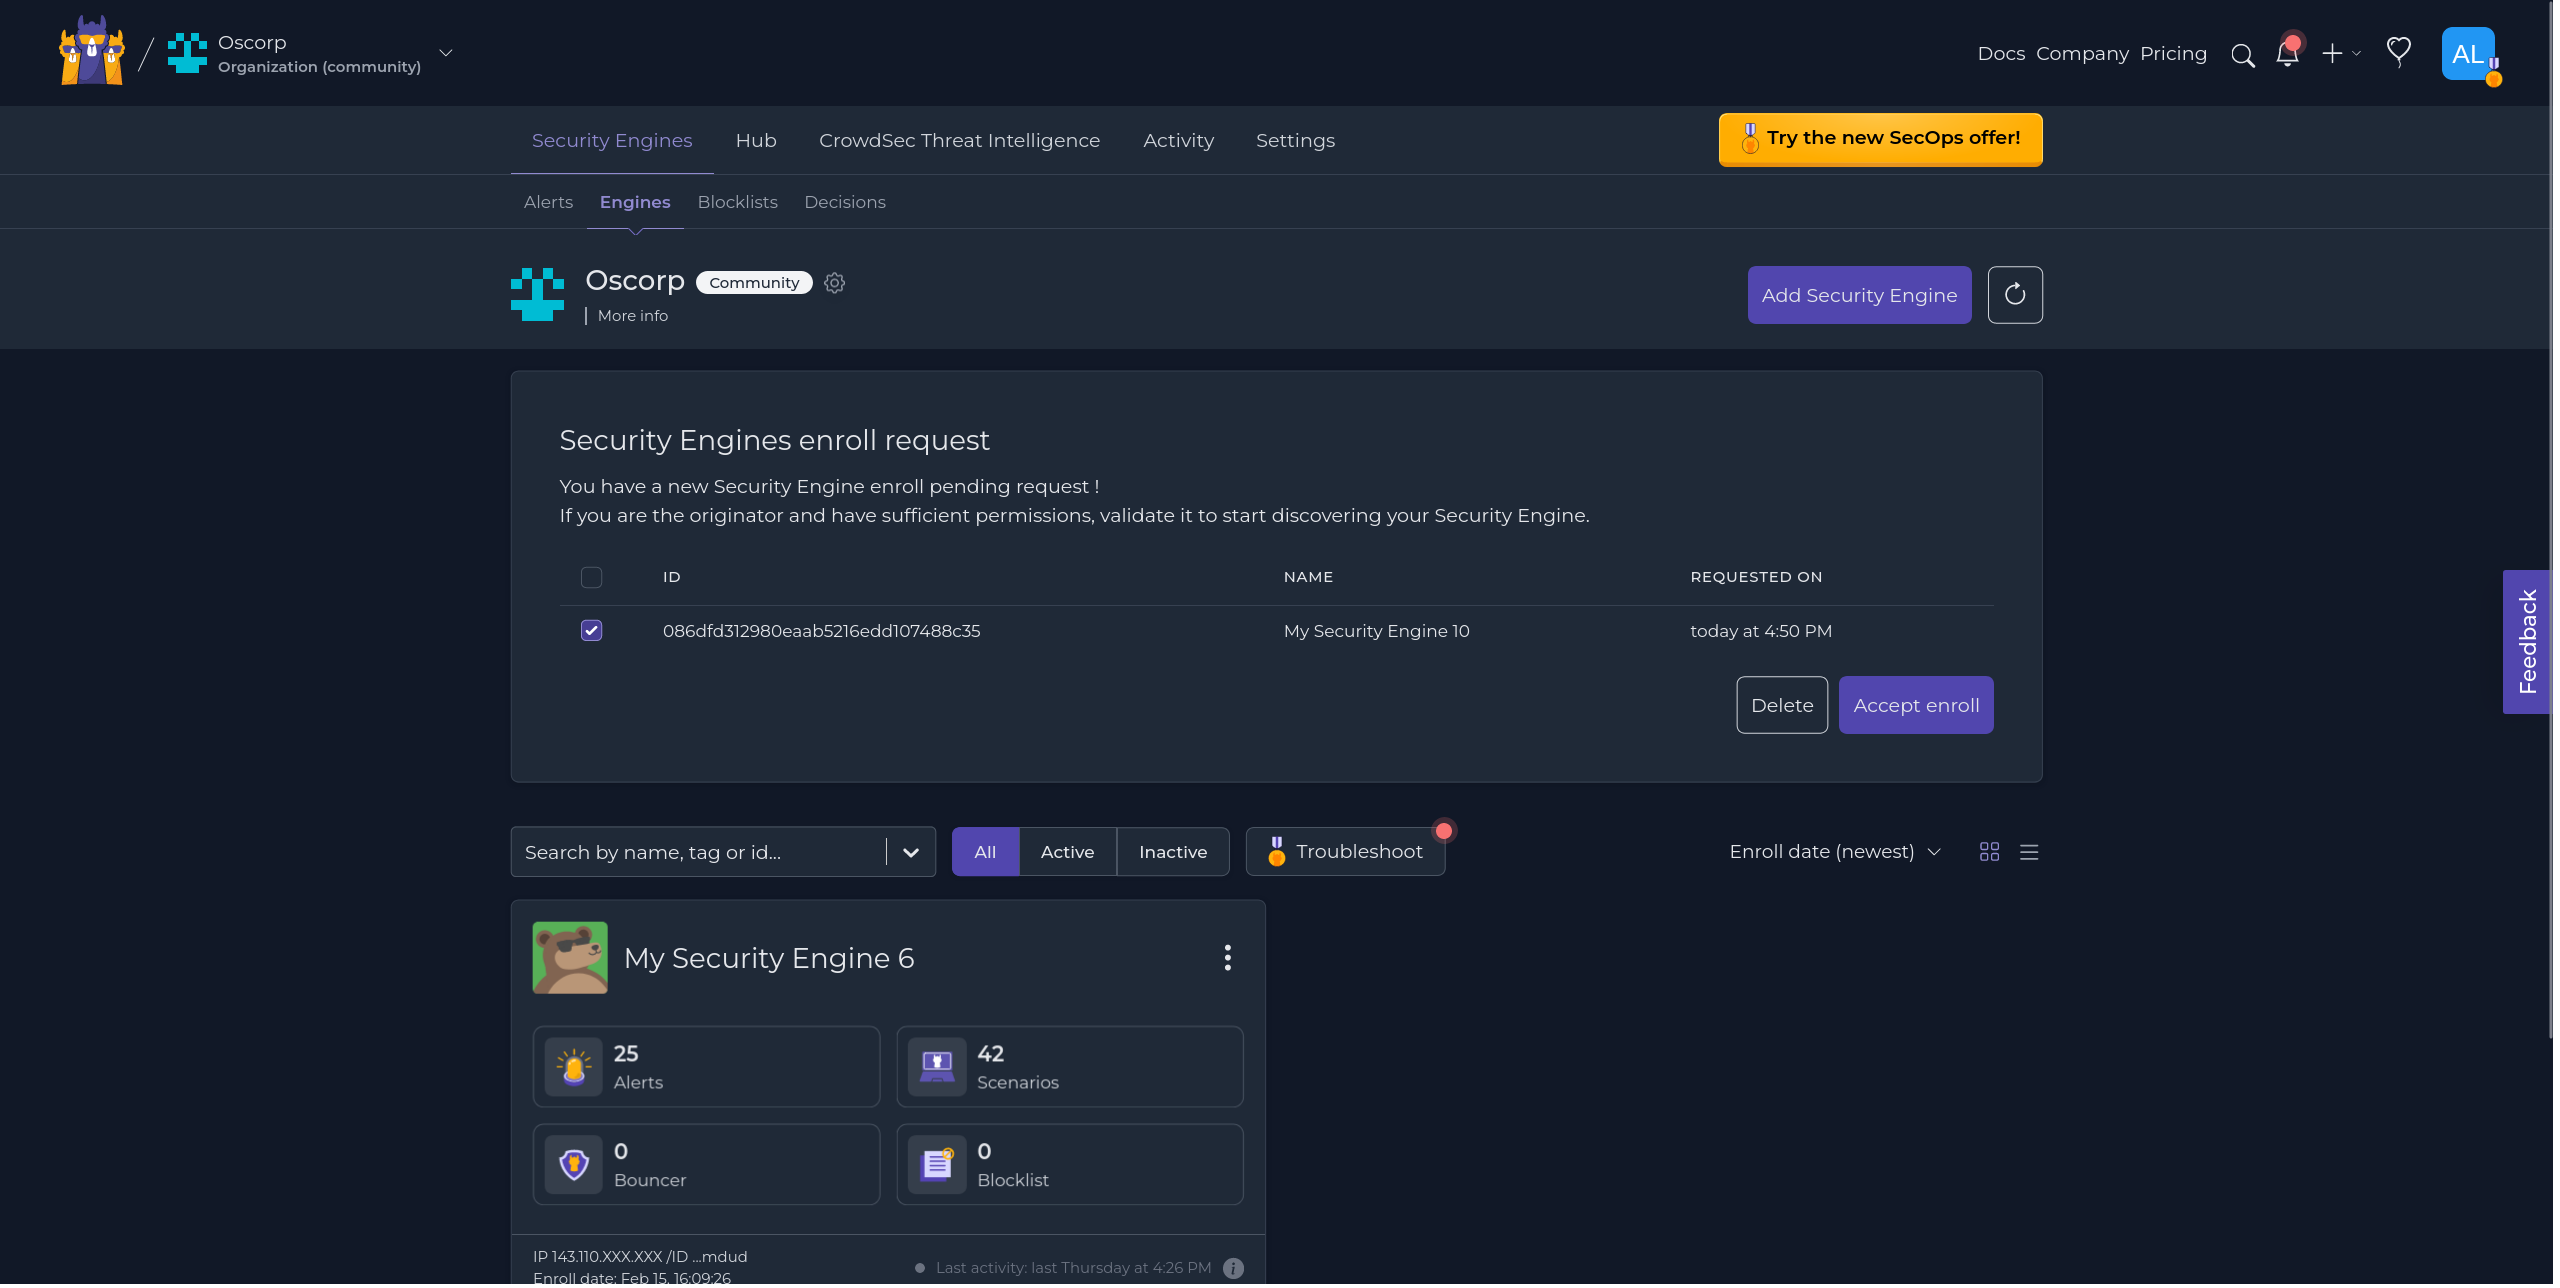 Oscorp
Organization (community)
Docs Company Pricing
AL
Security Engines Hub CrowdSec Threat Intelligence Activity Settings
Try the new SecOps offer!
Alerts Engines Blocklists Decisions
Oscorp Community
More info
Add Security Engine
Security Engines enroll request
You have a new Security Engine enroll pending request !
If you are the originator and have sufficient permissions, validate it to start discovering your Security Engine.
ID NAME REQUESTED ON
086dfd312980eaab5216edd107488c35 My Security Engine 10 today at 4:50 PM
Delete Accept enroll
Feedback
Search by name, tag or id... All Active Inactive Troubleshoot Enroll date (newest)
My Security Engine 6
25
Alerts
42
Scenarios
0
Bouncer
0
Blocklist
IP 143.110.XXX.XXX /ID ...mdud
Enroll date: Feb 15, 16:09:26
Last activity: last Thursday at 4:26 PM